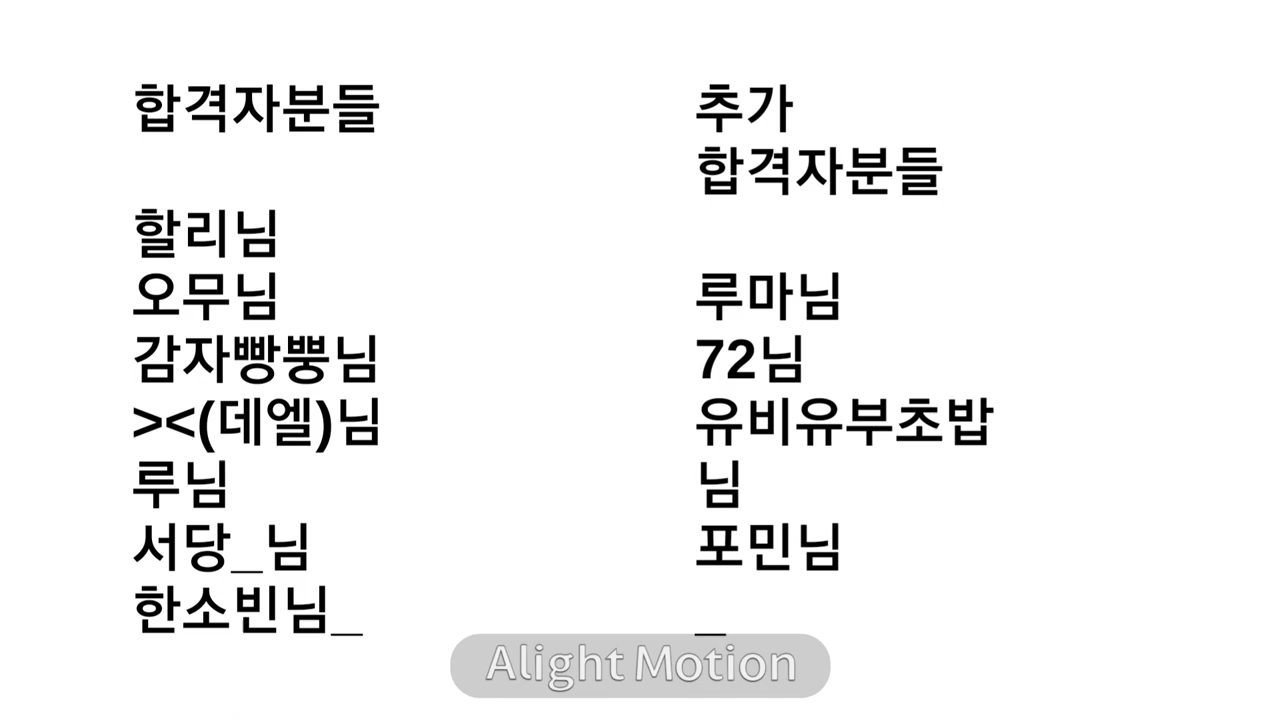 합격자분들
할리님
오무님
감자빵뿡님
><(데엘)님
루님
서당_님
한소빈님_
추가
합격자분들
루마님
72님
유비유부초밥
님
포민님
_
Alight Motion